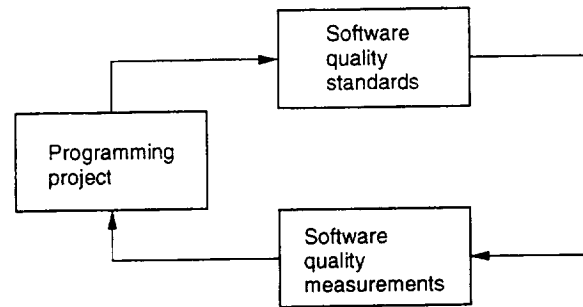 Software
quality
standards
Programming
project
Software
quality
measurements